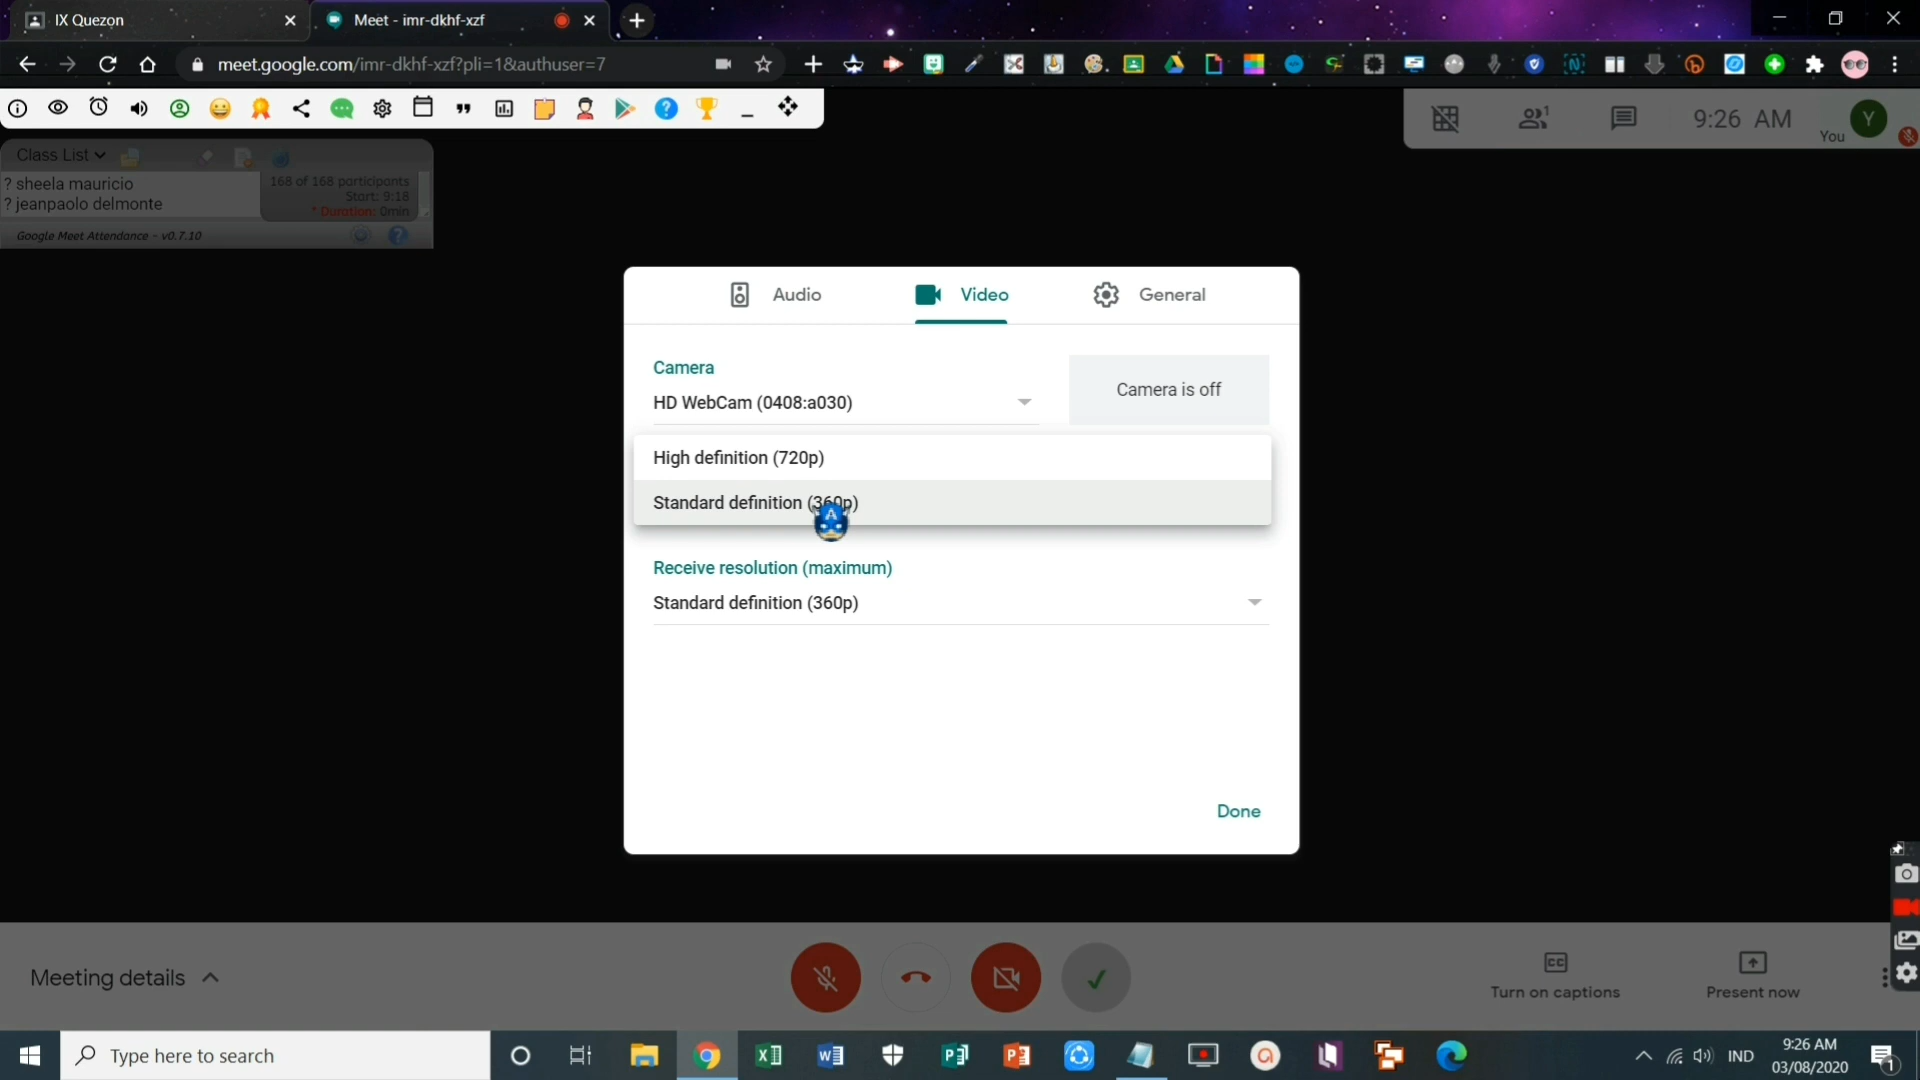 IX Quezon
Meet - imr-dkhf-xzf
meet.google.com/imr-dkhf-xzf?pli=1&authuser=7
1
9:26 AM
Y
You
Class List
? sheela mauricio
? jeanpaolo delmonte
168 of 168 participants
Start: 9:18
* Duration: 0min
Google Meet Attendance - v0.7.10
Audio
Video
General
Camera
HD WebCam (0408:a030)
Camera is off
High definition (720p)
Standard definition (360p)
Receive resolution (maximum)
Standard definition (360p)
Done
Meeting details
Turn on captions
Present now
Type here to search
IND
9:26 AM
03/08/2020
1